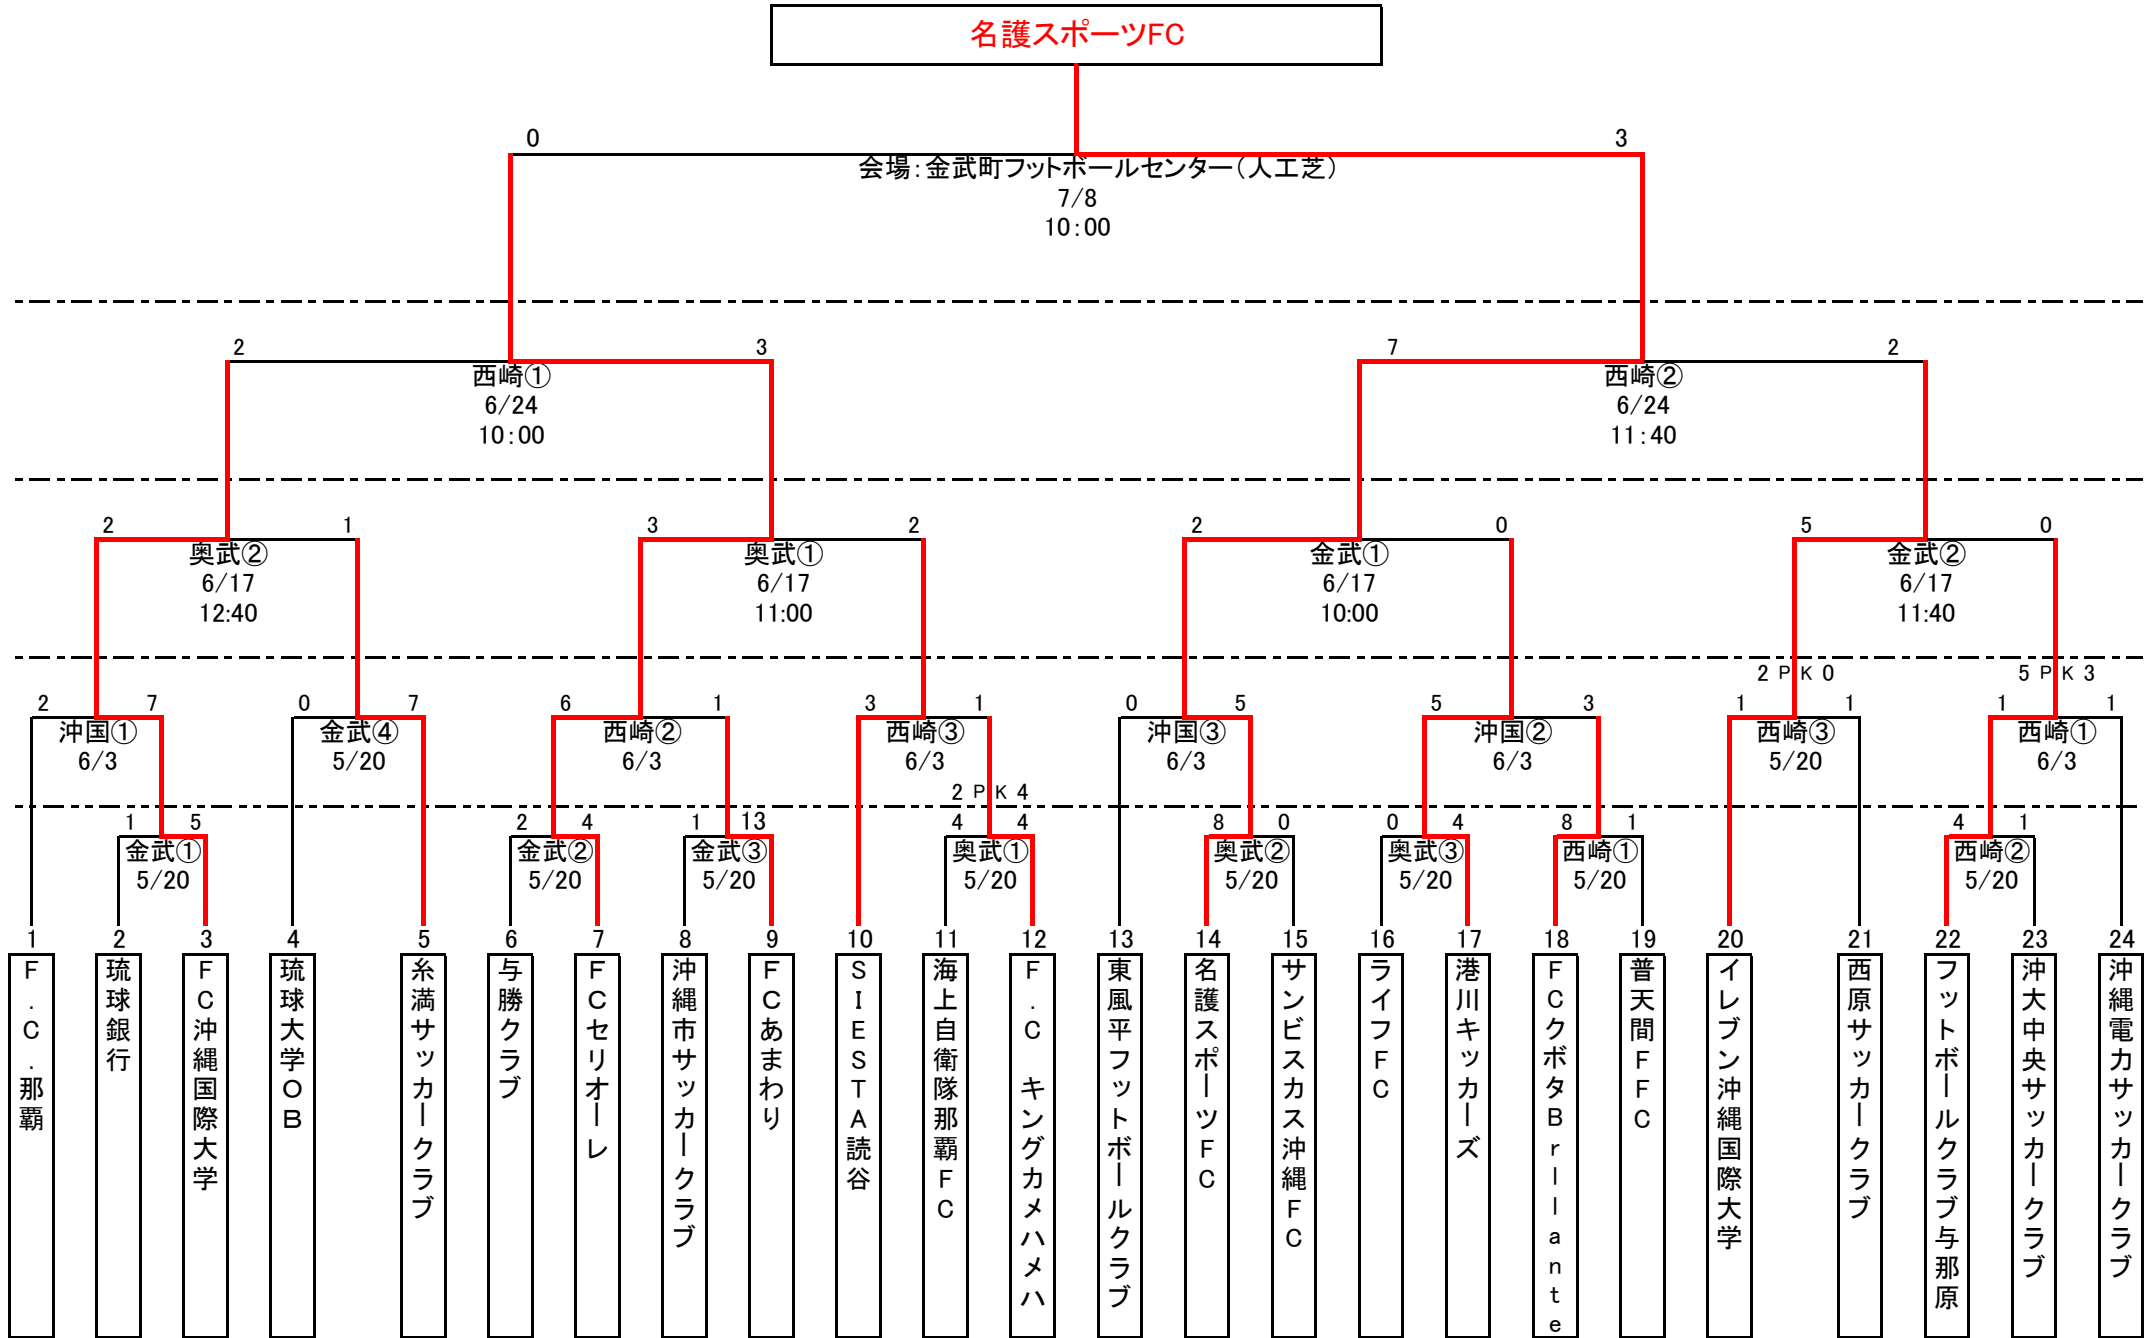 名護スポーツFC
0 3
会場：金武町フットボールセンター（人工芝）
7/8
10：00
2 3 7 2
西崎① 西崎②
6/24 6/24
10：00 11：40
2 1 3 2 2 0 5 0
奥武② 奥武① 金武① 金武②
6/17 6/17 6/17 6/17
12:40 11:00 10:00 11:40
2 P K 0 5 P K 3
2 7 0 7 6 1 3 1 0 5 5 3 1 1 1 1
沖国① 金武④ 西崎② 西崎③ 沖国③ 沖国② 西崎③ 西崎①
6/3 5/20 6/3 6/3 6/3 6/3 5/20 6/3
2 P K 4
1 5 2 4 1 13 4 4 8 0 0 4 8 1 4 1
金武① 金武② 金武③ 奥武① 奥武② 奥武③ 西崎① 西崎②
5/20 5/20 5/20 5/20 5/20 5/20 5/20 5/20
1 2 3 4 5 6 7 8 9 10 11 12 13 14 15 16 17 18 19 20 21 22 23 24
F.C.那覇
琉球銀行
FC沖縄国際大学
琉球大学OB
糸満サッカークラブ
与勝クラブ
FCセリオーレ
沖縄市サッカークラブ
FCあまわり
SIESTA読谷
海上自衛隊那覇FC
F.C キングカメハメハ
東風平フットボールクラブ
名護スポーツFC
サンビスカス沖縄FC
ライフFC
港川キッカーズ
FCクボタBrIlante
普天間FFC
イレブン沖縄国際大学
西原サッカークラブ
フットボールクラブ与那原
沖大中央サッカークラブ
沖縄電力サッカークラブ